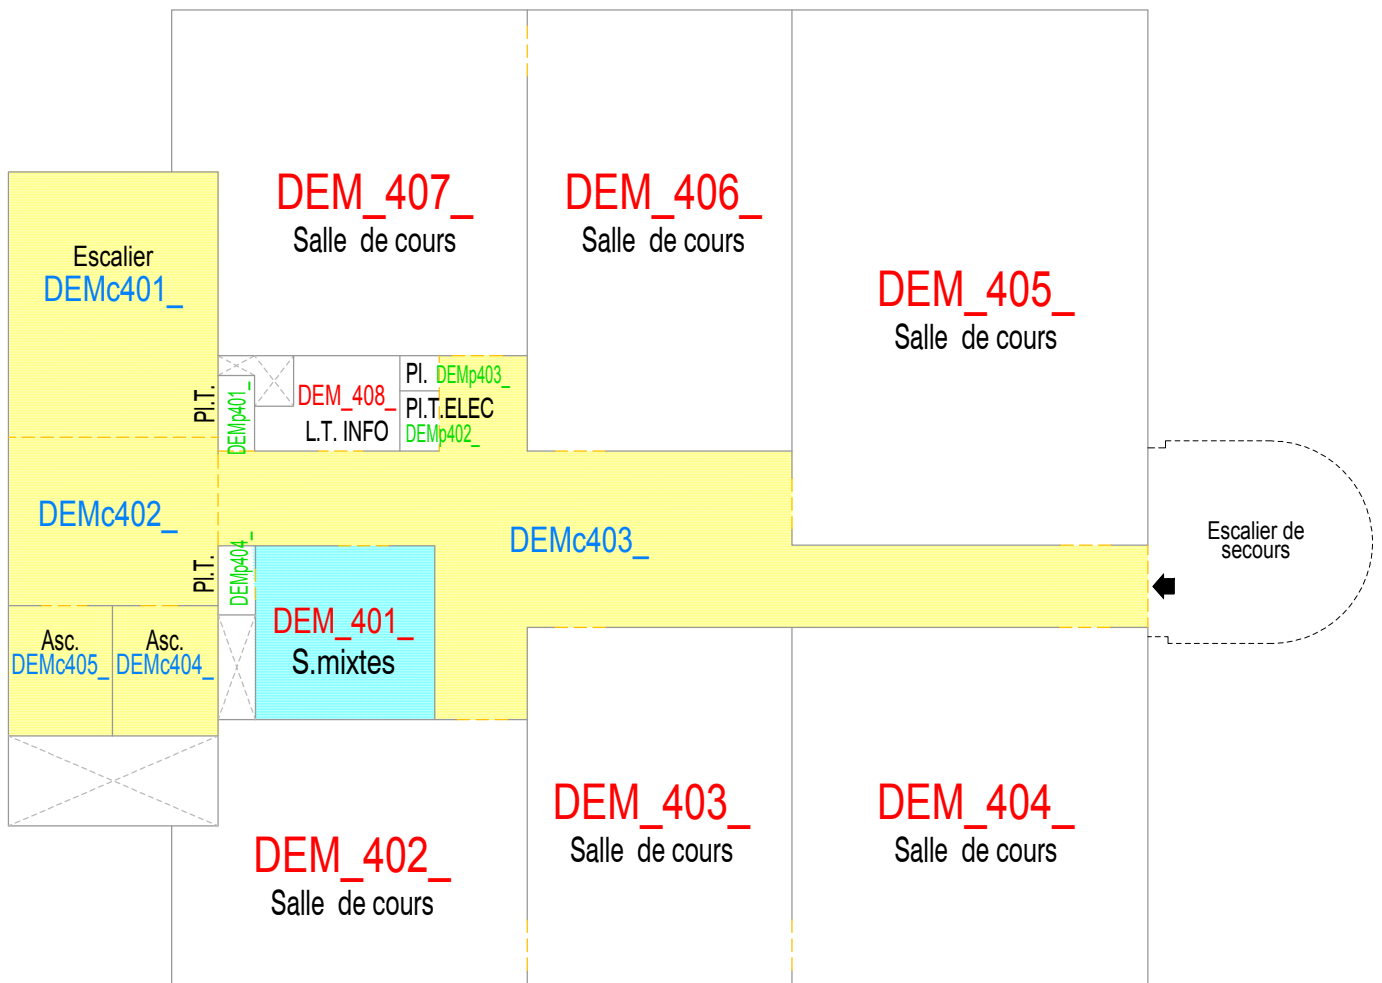 DEM_407_
Salle de cours
DEM_406_
Salle de cours
DEM_405_
Salle de cours
Escalier
DEMc401_
Pl.T.
DEMp401_
DEM_408_
L.T. INFO
Pl.
DEMp403_
Pl.T.ELEC
DEMp402_
DEMc402_
DEMc403_
Escalier de
secours
Pl.T.
DEMp404_
DEM_401_
S.mixtes
Asc.
DEMc405_
Asc.
DEMc404_
DEM_402_
Salle de cours
DEM_403_
Salle de cours
DEM_404_
Salle de cours